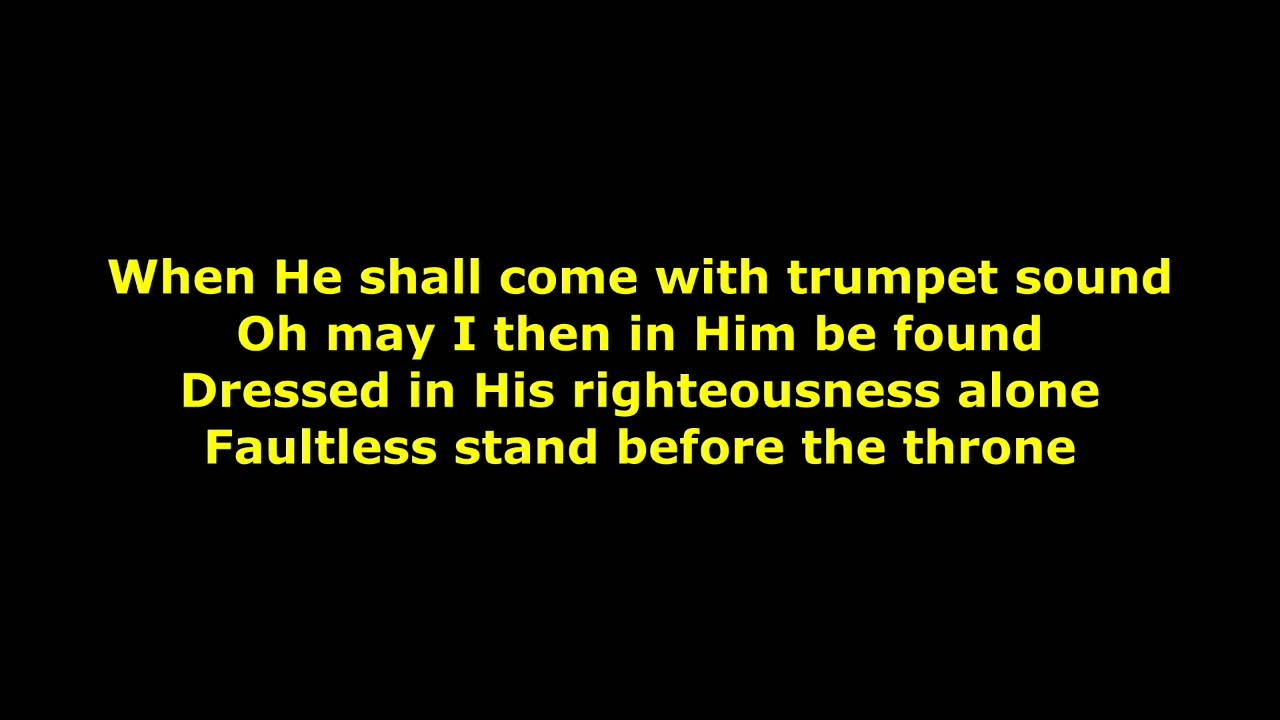 When He shall come with trumpet sound
Oh may I then in Him be found
Dressed in His righteousness alone
Faultless stand before the throne